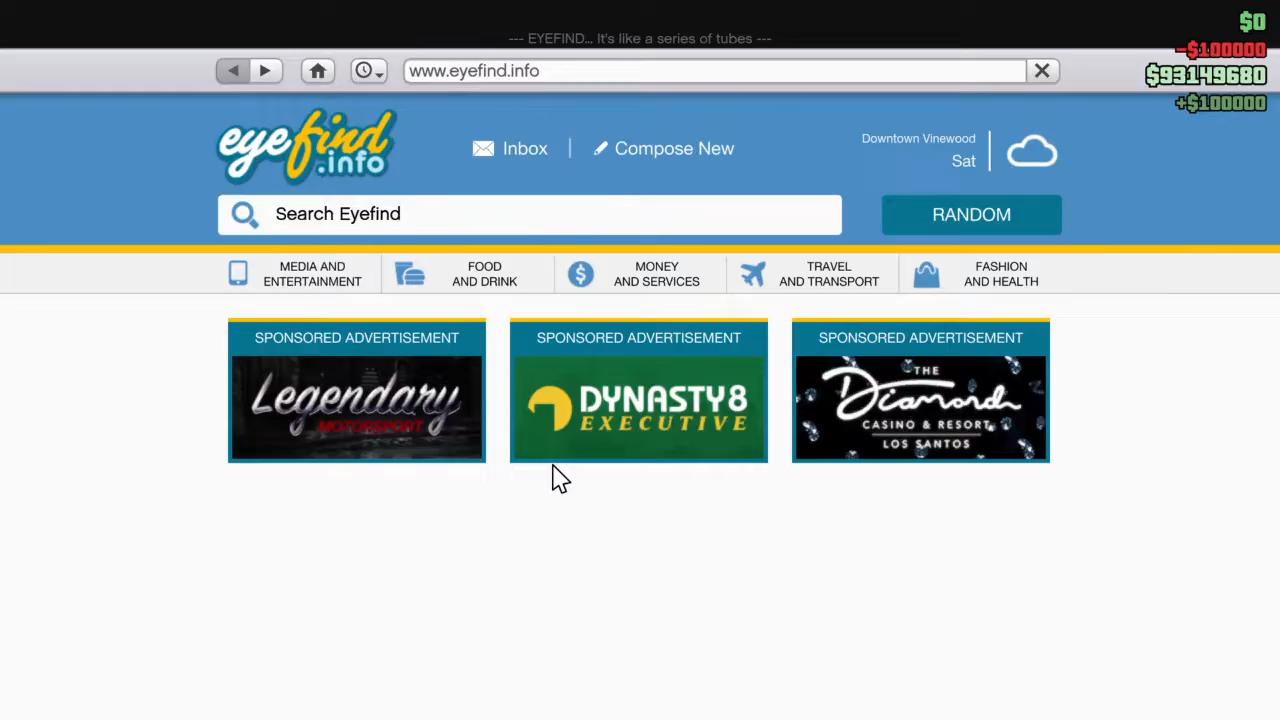 $0
--- EYEFIND... It's like a series of tubes ---
-$100000
www.eyefind.info
$93149680
+$100000
eyefind
.info
Inbox
Compose New
Downtown Vinewood
Sat
Search Eyefind
RANDOM
MEDIA AND
ENTERTAINMENT
FOOD
AND DRINK
MONEY
AND SERVICES
TRAVEL
AND TRANSPORT
FASHION
AND HEALTH
SPONSORED ADVERTISEMENT
Legendary
MOTORSPORT
SPONSORED ADVERTISEMENT
DYNASTY8
EXECUTIVE
SPONSORED ADVERTISEMENT
THE
Diamond
CASINO & RESORT
LOS SANTOS